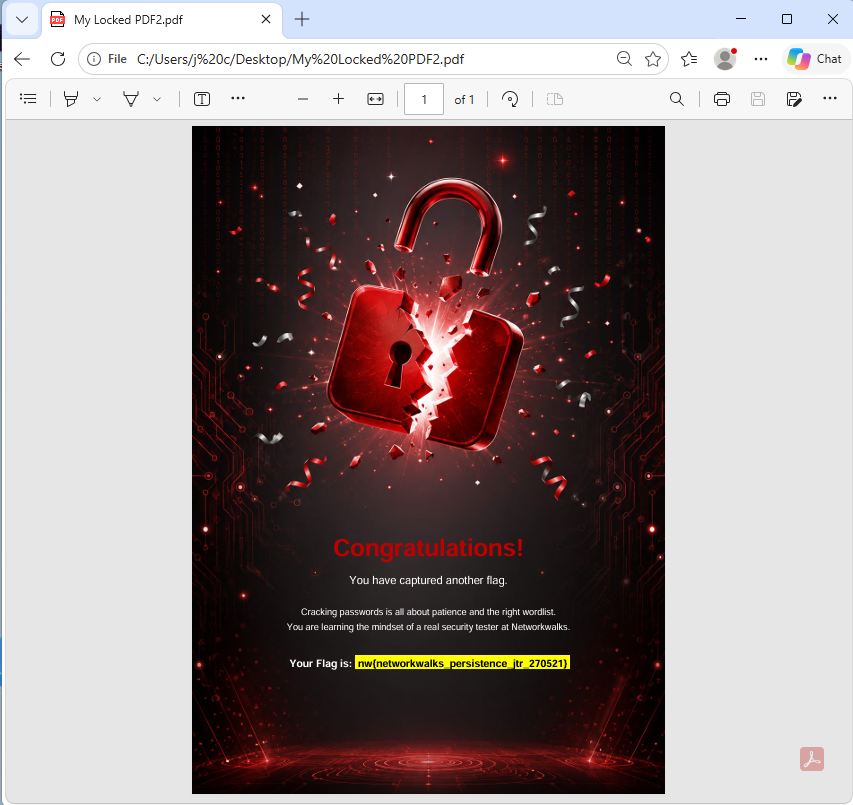 My Locked PDF2.pdf
File C:/Users/j%20c/Desktop/My%20Locked%20PDF2.pdf
Chat
1 of 1
Congratulations!
You have captured another flag.
Cracking passwords is all about patience and the right wordlist.
You are learning the mindset of a real security tester at Networkwalks.
Your Flag is: nw{networkwalks_persistence_jtr_270521}